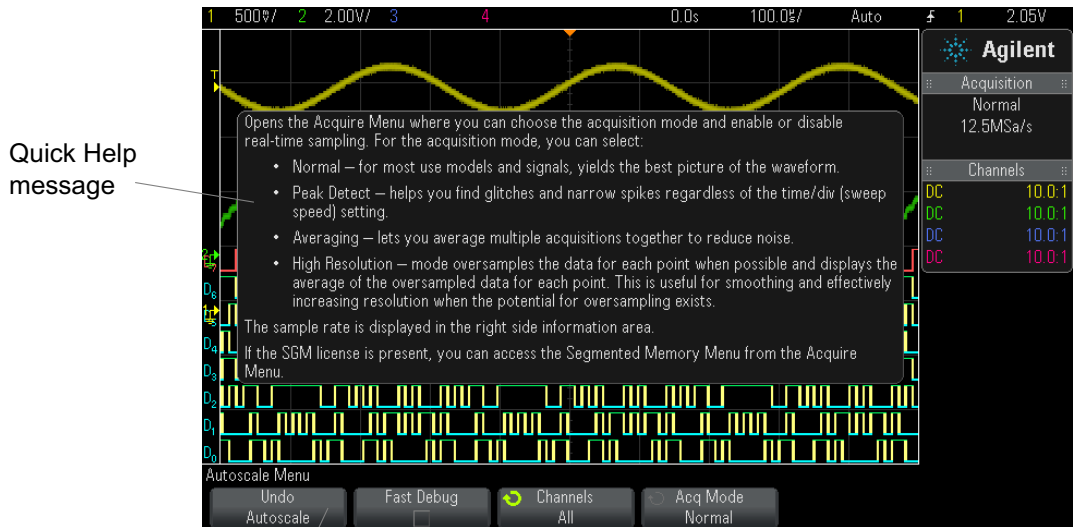 1 500▽/ 2 2.00V/ 3 4 0.0s 100.0⅟ Auto ƒ 1 2.05V
Agilent
Acquisition
Normal
12.5MSa/s
Channels
DC 10.0:1
DC 10.0:1
DC 10.0:1
DC 10.0:1
Quick Help
message
T
Opens the Acquire Menu where you can choose the acquisition mode and enable or disable
real-time sampling. For the acquisition mode, you can select:
• Normal – for most use models and signals, yields the best picture of the waveform.
• Peak Detect – helps you find glitches and narrow spikes regardless of the time/div (sweep
speed) setting.
• Averaging – lets you average multiple acquisitions together to reduce noise.
• High Resolution – mode oversamples the data for each point when possible and displays the
average of the oversampled data for each point. This is useful for smoothing and effectively
increasing resolution when the potential for oversampling exists.
The sample rate is displayed in the right side information area.
If the SGM license is present, you can access the Segmented Memory Menu from the Acquire
Menu.
D6
D4
D3
D2
D1
D0
Autoscale Menu
Undo
Autoscale
Fast Debug
Channels
All
Acq Mode
Normal